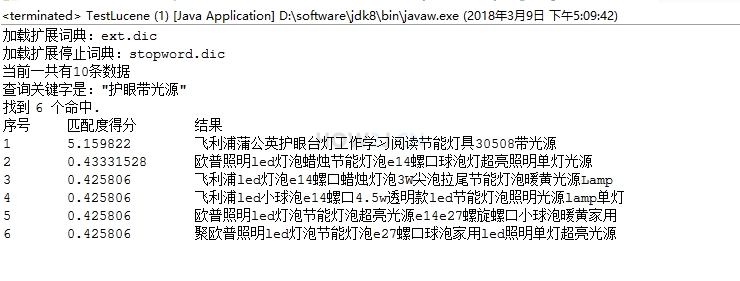 <terminated> TestLucene (1) [Java Application] D:\software\jdk8\bin\javaw.exe (2018年3月9日 下午5:09:42)
加载扩展词典: ext.dic
加载扩展停止词典: stopword.dic
当前一共有10条数据
查询关键字是: "护眼带光源"
找到 6 个命中.
序号 匹配度得分 结果
1 5.159822 飞利浦蒲公英护眼台灯工作学习阅读节能灯具30508带光源
2 0.43331528 欧普照明led灯泡蜡烛节能灯泡e14螺口球泡灯超亮照明单灯光源
3 0.425806 飞利浦led灯泡e14螺口蜡烛灯泡3W尖泡拉尾节能灯泡暖黄光源Lamp
4 0.425806 飞利浦led小球泡e14螺口4.5w透明款led节能灯泡照明光源lamp单灯
5 0.425806 欧普照明led灯泡节能灯泡超亮光源e14e27螺旋螺口小球泡暖黄家用
6 0.425806 聚欧普照明led灯泡节能灯泡e27螺口球泡家用led照明单灯超亮光源